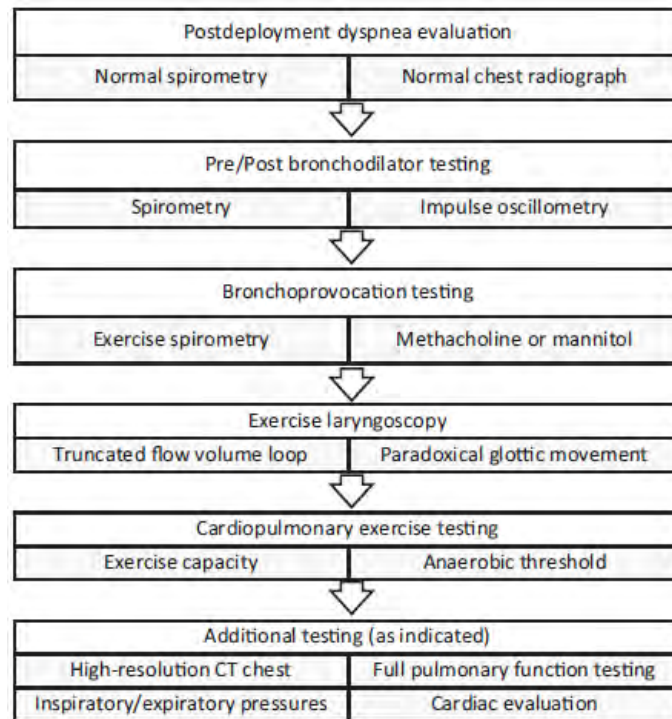 Postdeployment dyspnea evaluation
Normal spirometry Normal chest radiograph
Pre/Post bronchodilator testing
Spirometry Impulse oscillometry
Bronchoprovocation testing
Exercise spirometry Methacholine or mannitol
Exercise laryngoscopy
Truncated flow volume loop Paradoxical glottic movement
Cardiopulmonary exercise testing
Exercise capacity Anaerobic threshold
Additional testing (as indicated)
High-resolution CT chest Full pulmonary function testing
Inspiratory/expiratory pressures Cardiac evaluation